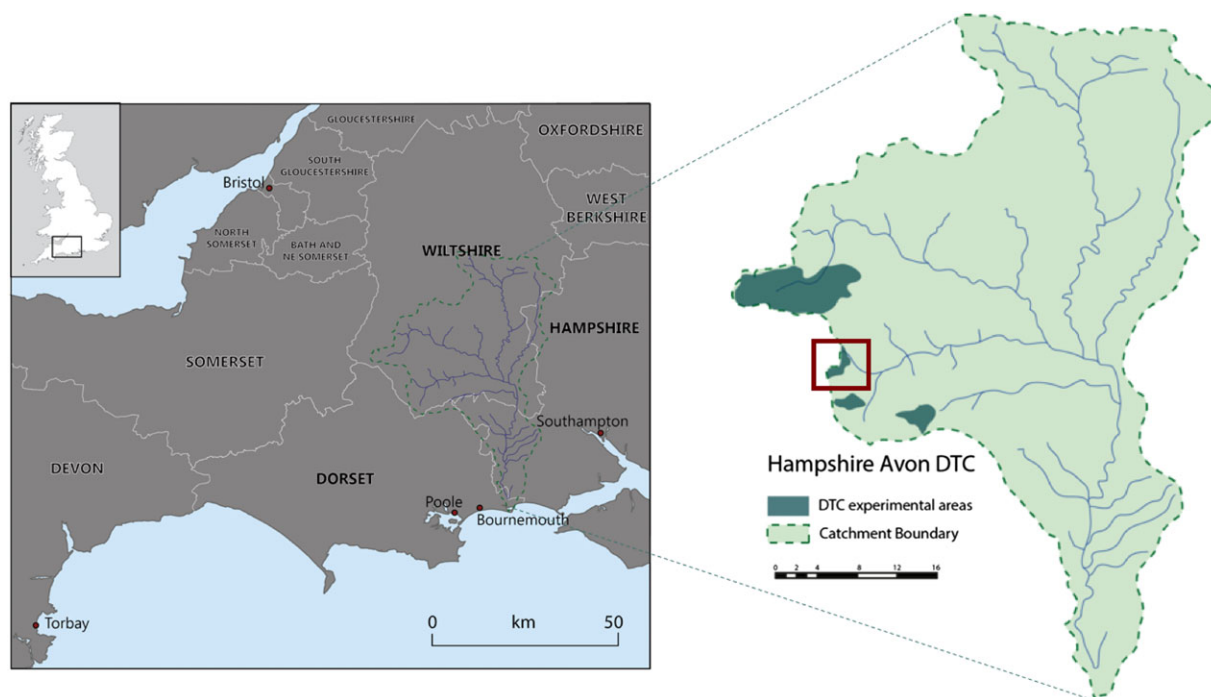 GLOUCESTERSHIRE
OXFORDSHIRE
SOUTH
GLOUCESTERSHIRE
Bristol
WEST
BERKSHIRE
NORTH
SOMERSET
BATH AND
NE SOMERSET
WILTSHIRE
HAMPSHIRE
SOMERSET
Southampton
DEVON
DORSET
Poole
Bournemouth
Torbay
0 km 50
Hampshire Avon DTC
DTC experimental areas
Catchment Boundary
0 2 4 8 12 16